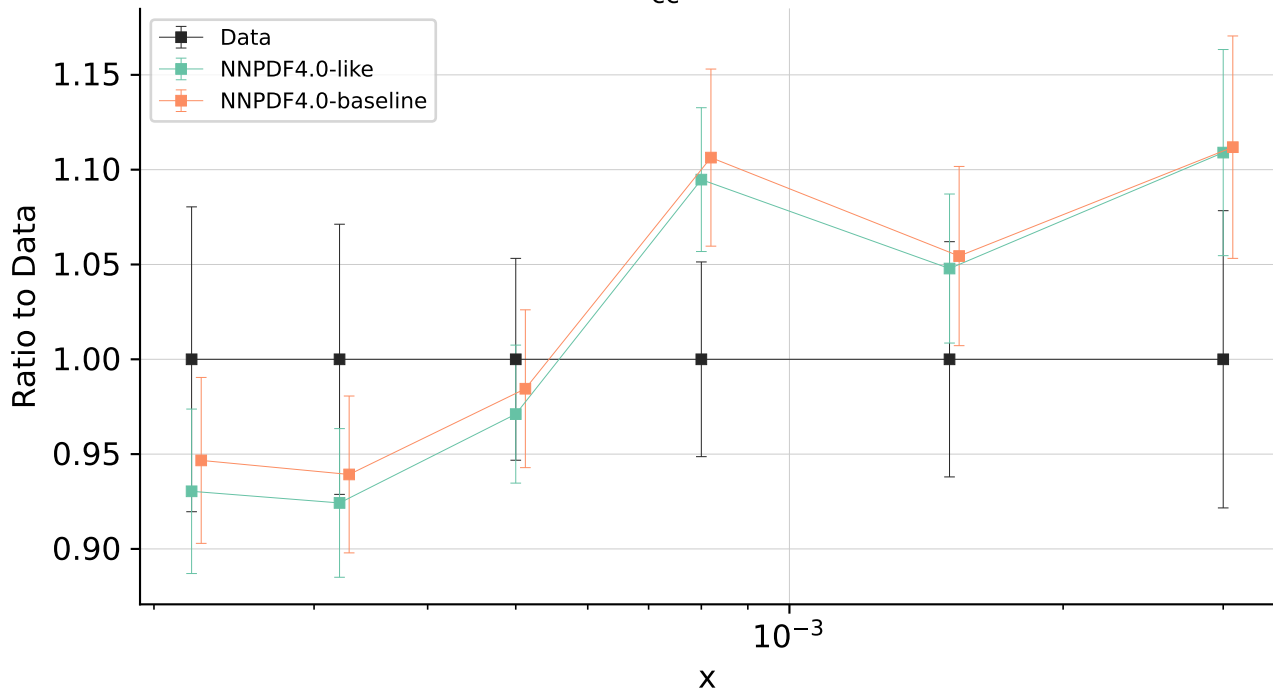 Data
NNPDF4.0-like
NNPDF4.0-baseline
1.15
1.10
1.05
1.00
0.95
0.90
Ratio to Data
10⁻³
x